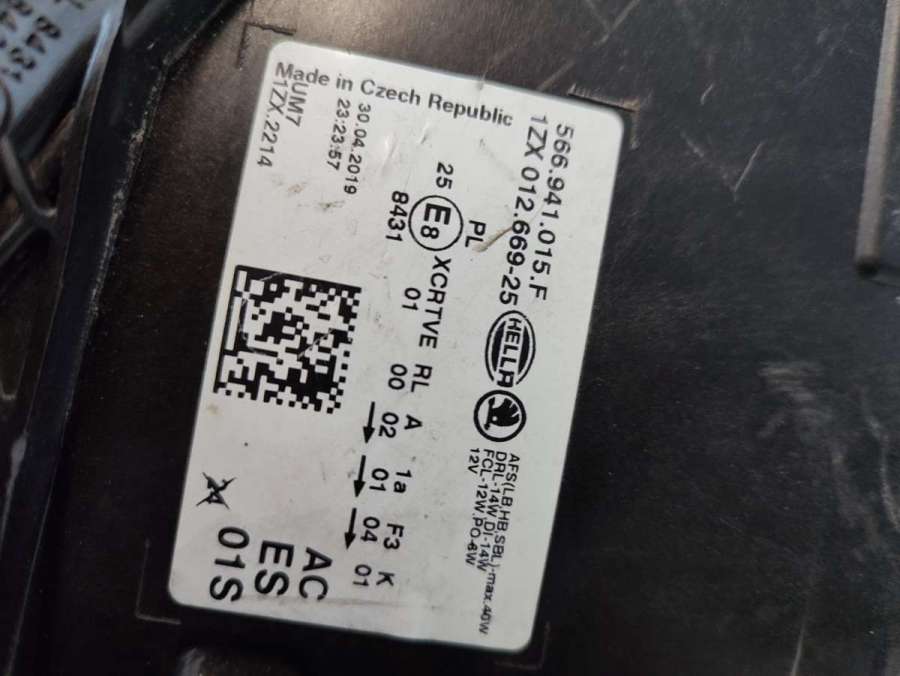 566.941.015.F
1ZX 012.669-25
HELLA
AFS(LB,HB,SBL)-max.40W
DRL-14W,DI-14W
FCL-12W,PO-6W
12V
PL
25 E8 XCRTVE RL A 1a F3 K
8431 01 00 02 01 04 01
Made in Czech Republic
30.04.2019
23:23:57
UM7
1ZX.2214
AC
ES
01S
8431